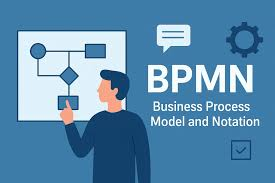 BPMN
Business Process
Model and Notation